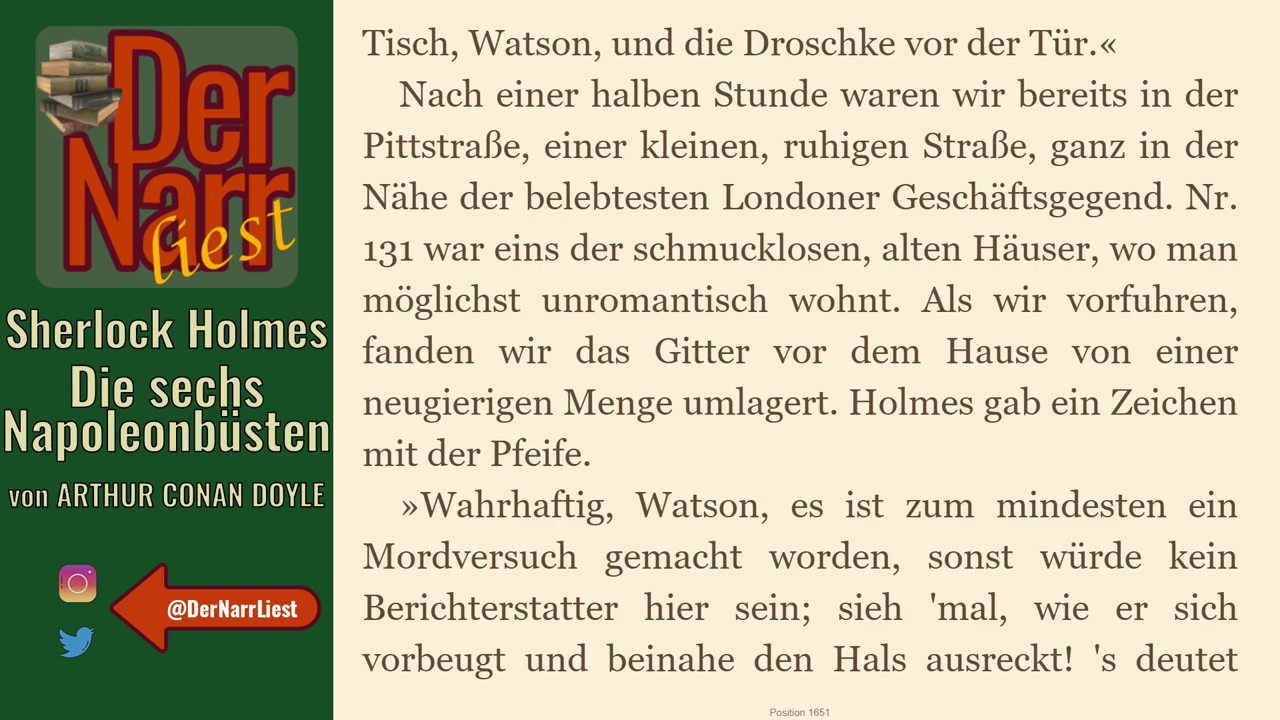 Der
Narr
liest
Sherlock Holmes
Die sechs
Napoleonbüsten
von ARTHUR CONAN DOYLE
@DerNarrLiest
Tisch, Watson, und die Droschke vor der Tür.«
Nach einer halben Stunde waren wir bereits in der
Pittstraße, einer kleinen, ruhigen Straße, ganz in der
Nähe der belebtesten Londoner Geschäftsgegend. Nr.
131 war eins der schmucklosen, alten Häuser, wo man
möglichst unromantisch wohnt. Als wir vorfuhren,
fanden wir das Gitter vor dem Hause von einer
neugierigen Menge umlagert. Holmes gab ein Zeichen
mit der Pfeife.
»Wahrhaftig, Watson, es ist zum mindesten ein
Mordversuch gemacht worden, sonst würde kein
Berichterstatter hier sein; sieh 'mal, wie er sich
vorbeugt und beinahe den Hals ausreckt! 's deutet
Position 1651